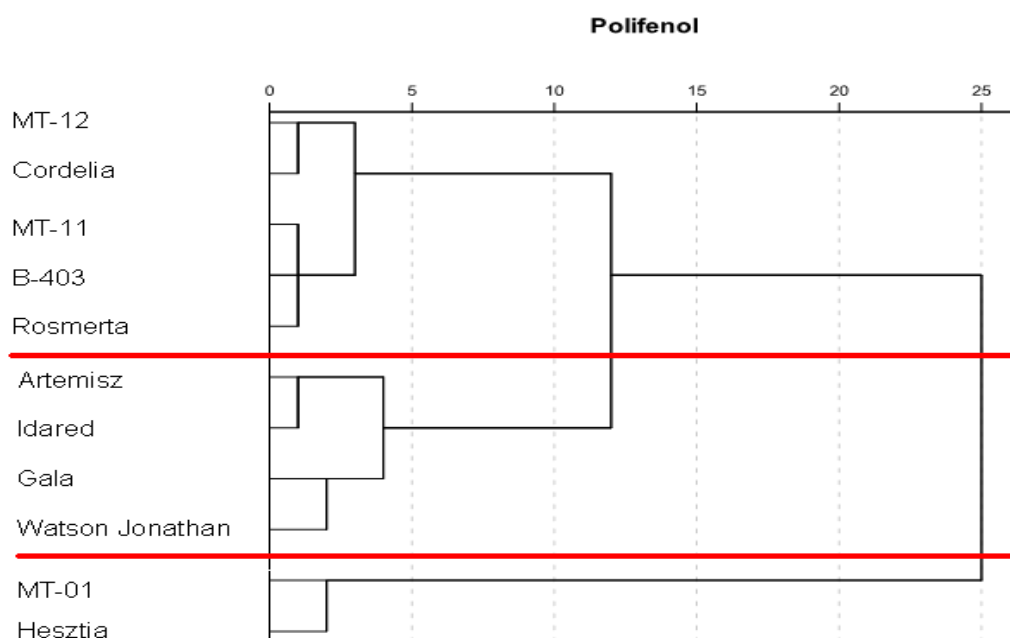 Polifenol
0 5 10 15 20 25
MT-12
Cordelia
MT-11
B-403
Rosmerta
Artemisz
Idared
Gala
Watson Jonathan
MT-01
Hesztia